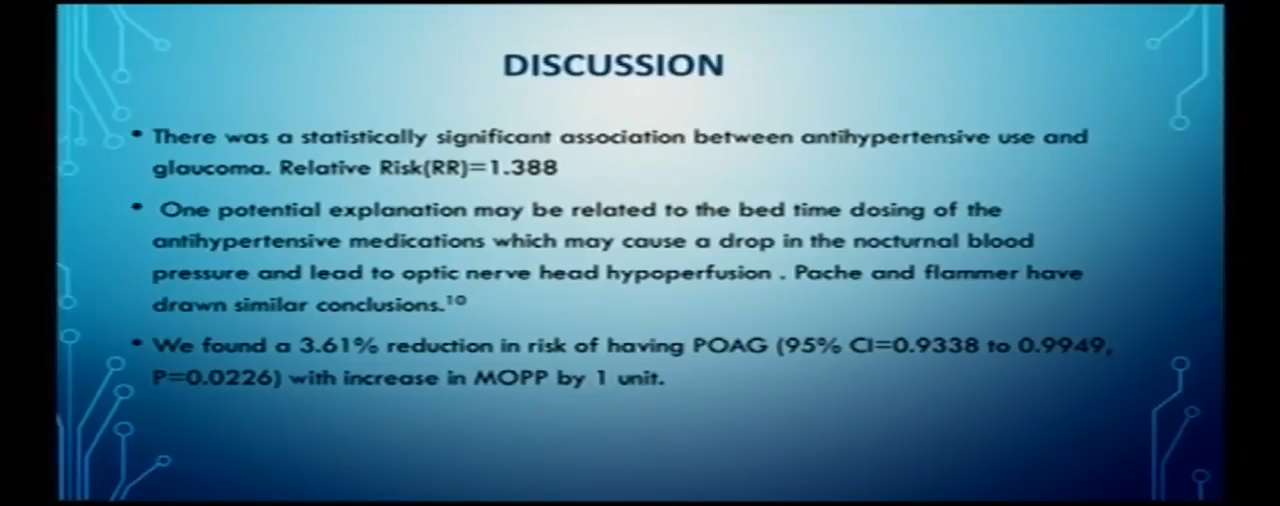 DISCUSSION
• There was a statistically significant association between antihypertensive use and
glaucoma. Relative Risk(RR)=1.388
• One potential explanation may be related to the bed time dosing of the
antihypertensive medications which may cause a drop in the nocturnal blood
pressure and lead to optic nerve head hypoperfusion . Pache and flammer have
drawn similar conclusions.¹⁰
• We found a 3.61% reduction in risk of having POAG (95% CI=0.9338 to 0.9949,
P=0.0226) with increase in MOPP by 1 unit.